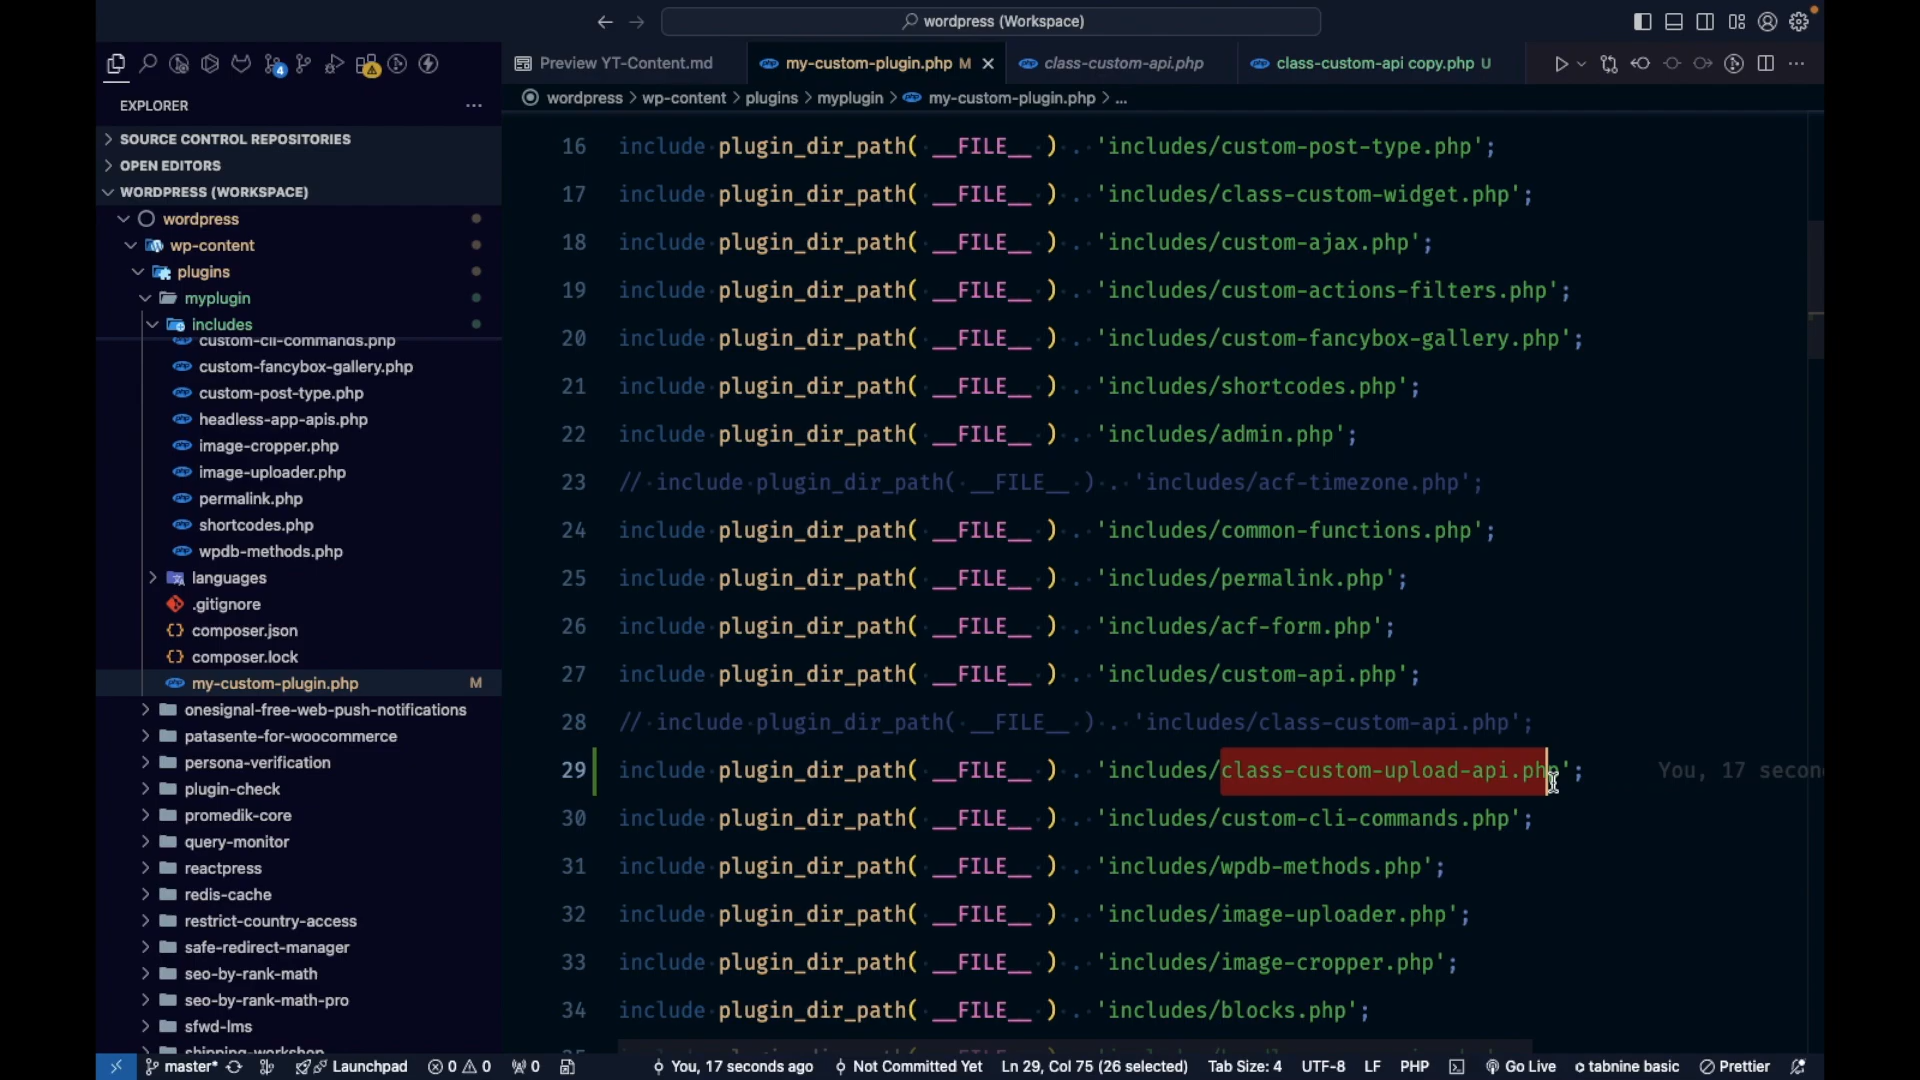 wordpress (Workspace)
4
Preview YT-Content.md
my-custom-plugin.php M
class-custom-api.php
class-custom-api copy.php U
EXPLORER
wordpress > wp-content > plugins > myplugin > my-custom-plugin.php > ...
SOURCE CONTROL REPOSITORIES
OPEN EDITORS
WORDPRESS (WORKSPACE)
wordpress
wp-content
plugins
myplugin
includes
custom-cli-commands.php
custom-fancybox-gallery.php
custom-post-type.php
headless-app-apis.php
image-cropper.php
image-uploader.php
permalink.php
shortcodes.php
wpdb-methods.php
languages
.gitignore
composer.json
composer.lock
my-custom-plugin.php M
onesignal-free-web-push-notifications
patasente-for-woocommerce
persona-verification
plugin-check
promedik-core
query-monitor
reactpress
redis-cache
restrict-country-access
safe-redirect-manager
seo-by-rank-math
seo-by-rank-math-pro
sfwd-lms
shipping-workshop
16 include plugin_dir_path( __FILE__ ) . 'includes/custom-post-type.php';
17 include plugin_dir_path( __FILE__ ) . 'includes/class-custom-widget.php';
18 include plugin_dir_path( __FILE__ ) . 'includes/custom-ajax.php';
19 include plugin_dir_path( __FILE__ ) . 'includes/custom-actions-filters.php';
20 include plugin_dir_path( __FILE__ ) . 'includes/custom-fancybox-gallery.php';
21 include plugin_dir_path( __FILE__ ) . 'includes/shortcodes.php';
22 include plugin_dir_path( __FILE__ ) . 'includes/admin.php';
23 // include plugin_dir_path( __FILE__ ) . 'includes/acf-timezone.php';
24 include plugin_dir_path( __FILE__ ) . 'includes/common-functions.php';
25 include plugin_dir_path( __FILE__ ) . 'includes/permalink.php';
26 include plugin_dir_path( __FILE__ ) . 'includes/acf-form.php';
27 include plugin_dir_path( __FILE__ ) . 'includes/custom-api.php';
28 // include plugin_dir_path( __FILE__ ) . 'includes/class-custom-api.php';
29 include plugin_dir_path( __FILE__ ) . 'includes/class-custom-upload-api.php'; You, 17 secon
30 include plugin_dir_path( __FILE__ ) . 'includes/custom-cli-commands.php';
31 include plugin_dir_path( __FILE__ ) . 'includes/wpdb-methods.php';
32 include plugin_dir_path( __FILE__ ) . 'includes/image-uploader.php';
33 include plugin_dir_path( __FILE__ ) . 'includes/image-cropper.php';
34 include plugin_dir_path( __FILE__ ) . 'includes/blocks.php';
master* Launchpad 0 0 0 You, 17 seconds ago Not Committed Yet Ln 29, Col 75 (26 selected) Tab Size: 4 UTF-8 LF PHP Go Live tabnine basic Prettier